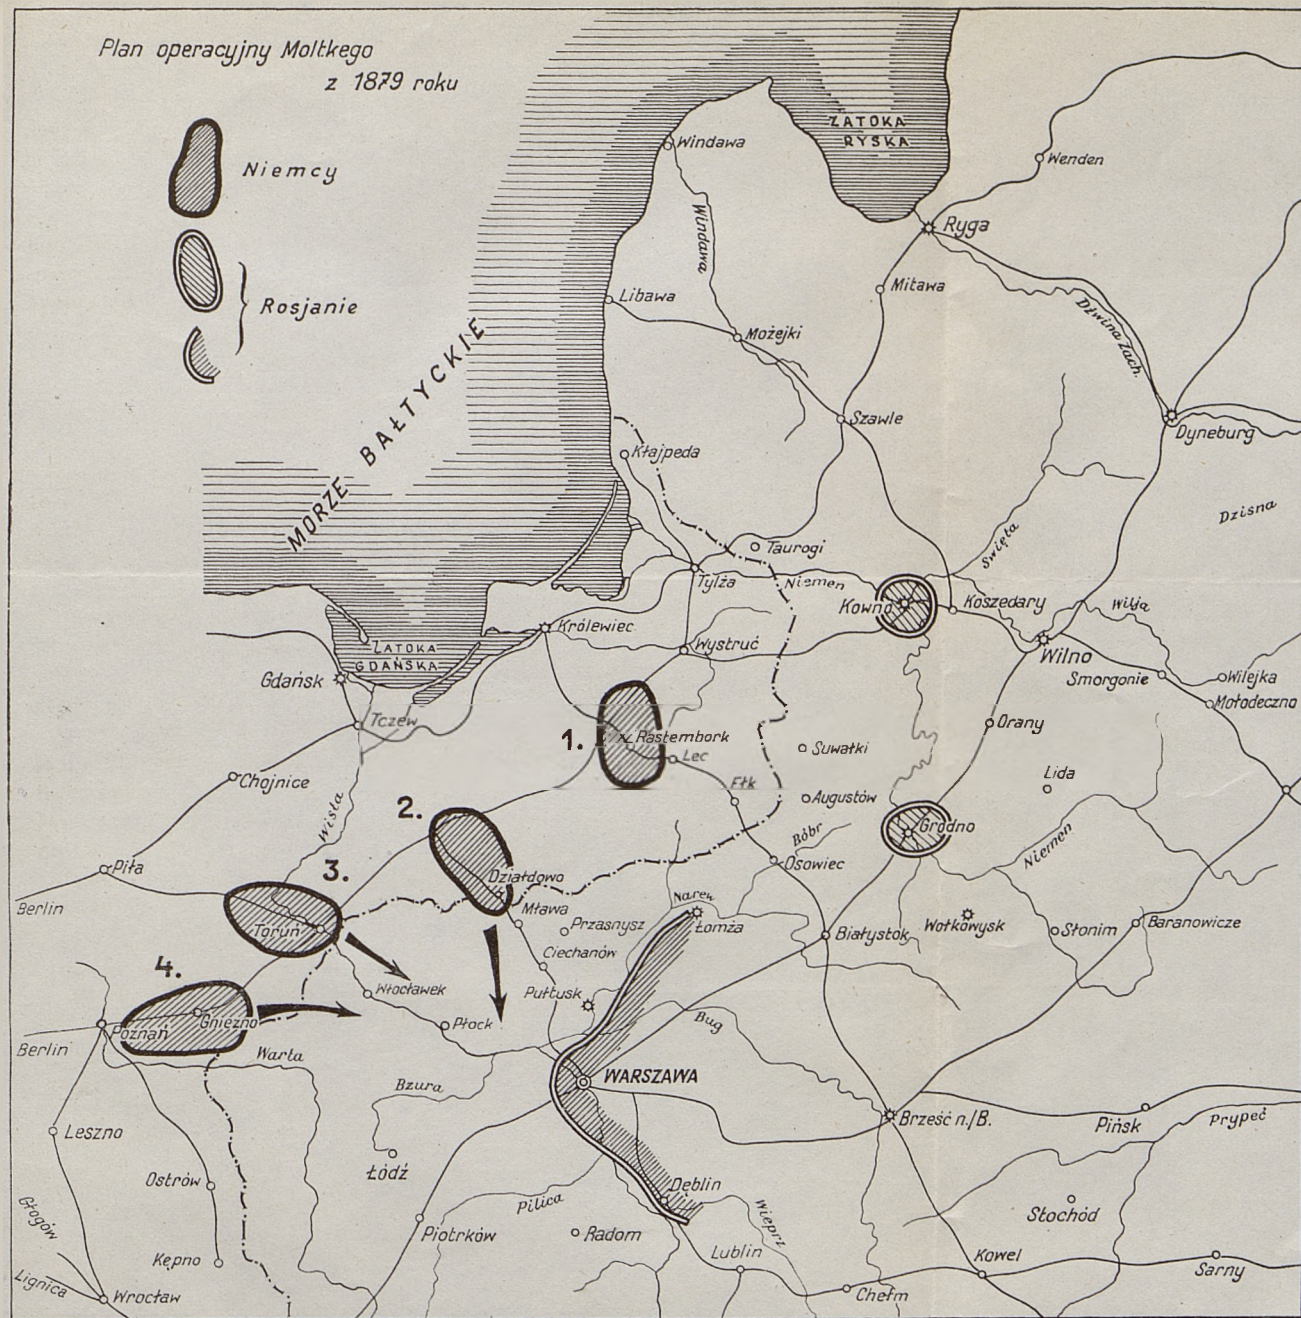 Plan operacyjny Moltkego
z 1879 roku
Niemcy
Rosjanie
MORZE BAŁTYCKIE
ZATOKA
RYSKA
Windawa
Wenden
Ryga
Windawa
Mitawa
Libawa
Dźwina Zach.
Możejki
Szawle
Dyneburg
Kłajpeda
Dzisna
Święta
Taurogi
Tylża
Niemen
Kowno
Koszedary
Wilja
Królewiec
ZATOKA
GDAŃSKA
Wystruć
Wilno
Gdańsk
Smorgonie
Wilejka
Mołodeczno
Tczew
1.
Rastembork
Orany
Suwałki
Lec
Lida
Chojnice
Ełk
Augustów
2.
Wisła
Grodno
Bóbr
Niemen
Osowiec
Piła
3.
Działdowo
Berlin
Mława
Narew
Toruń
Przasnysz
Łomża
Białystok
Wołkowysk
Słonim
Baranowicze
Ciechanów
4.
Włocławek
Pułtusk
Gniezno
Płock
Bug
Poznań
Berlin
Warta
WARSZAWA
Bzura
Brześć n./B.
Pińsk
Prypeć
Leszno
Łódź
Ostrów
Dęblin
Pilica
Wieprz
Stochód
Głogów
Piotrków
Radom
Lublin
Kowel
Kępno
Sarny
Lignica
Wrocław
Chełm